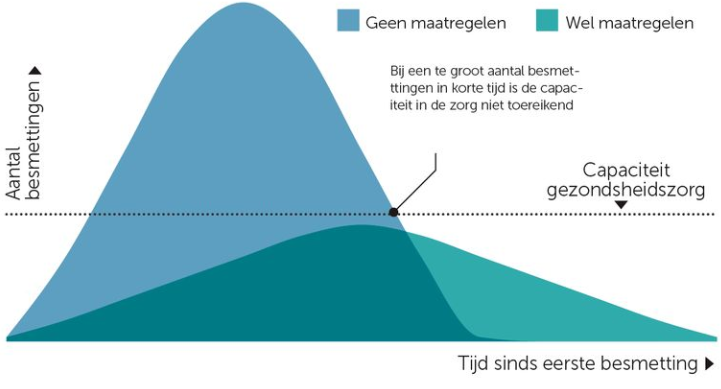 Geen maatregelen
Wel maatregelen
Bij een te groot aantal besmet-
ttingen in korte tijd is de capac-
iteit in de zorg niet toereikend
Aantal
besmettingen
Capaciteit
gezondsheidszorg
Tijd sinds eerste besmetting